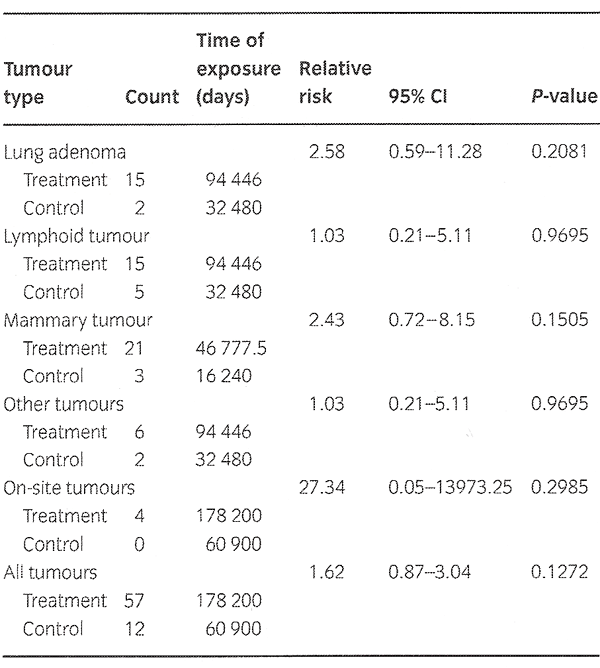 Time of
Tumour exposure Relative
type Count (days) risk 95% CI P-value
Lung adenoma 2.58 0.59–11.28 0.2081
Treatment 15 94 446
Control 2 32 480
Lymphoid tumour 1.03 0.21–5.11 0.9695
Treatment 15 94 446
Control 5 32 480
Mammary tumour 2.43 0.72–8.15 0.1505
Treatment 21 46 777.5
Control 3 16 240
Other tumours 1.03 0.21–5.11 0.9695
Treatment 6 94 446
Control 2 32 480
On-site tumours 27.34 0.05–13973.25 0.2985
Treatment 4 178 200
Control 0 60 900
All tumours 1.62 0.87–3.04 0.1272
Treatment 57 178 200
Control 12 60 900